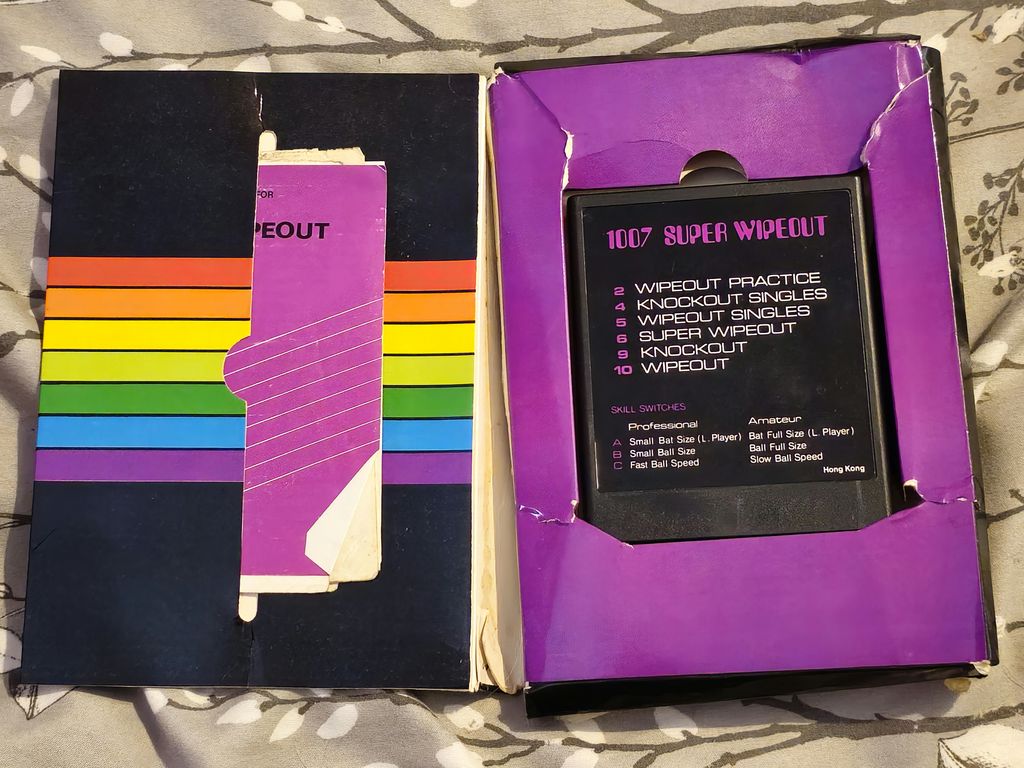 FOR
PEOUT
1007 SUPER WIPEOUT
2 WIPEOUT PRACTICE
4 KNOCKOUT SINGLES
5 WIPEOUT SINGLES
6 SUPER WIPEOUT
9 KNOCKOUT
10 WIPEOUT
SKILL SWITCHES
Professional Amateur
A Small Bat Size (L. Player) Bat Full Size (L. Player)
B Small Ball Size Ball Full Size
C Fast Ball Speed Slow Ball Speed
Hong Kong